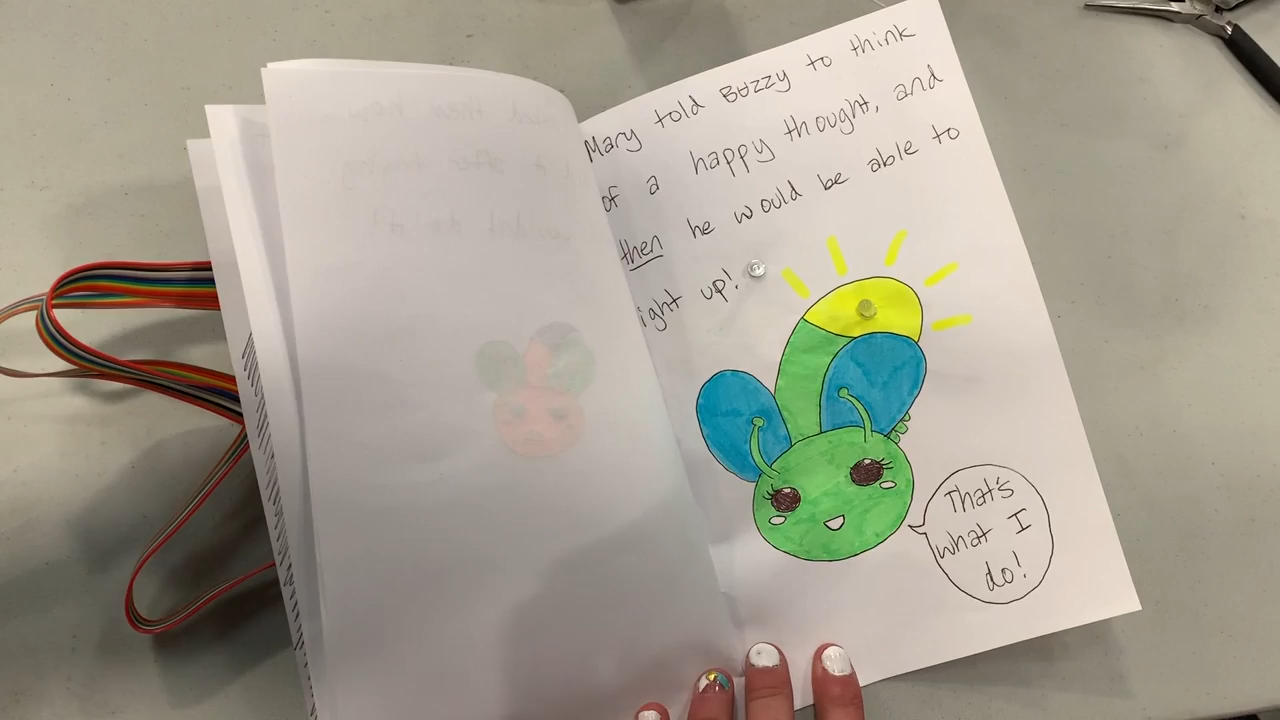 Mary told Buzzy to think
of a happy thought, and
then he would be able to
ight up!
That's
what I
do!